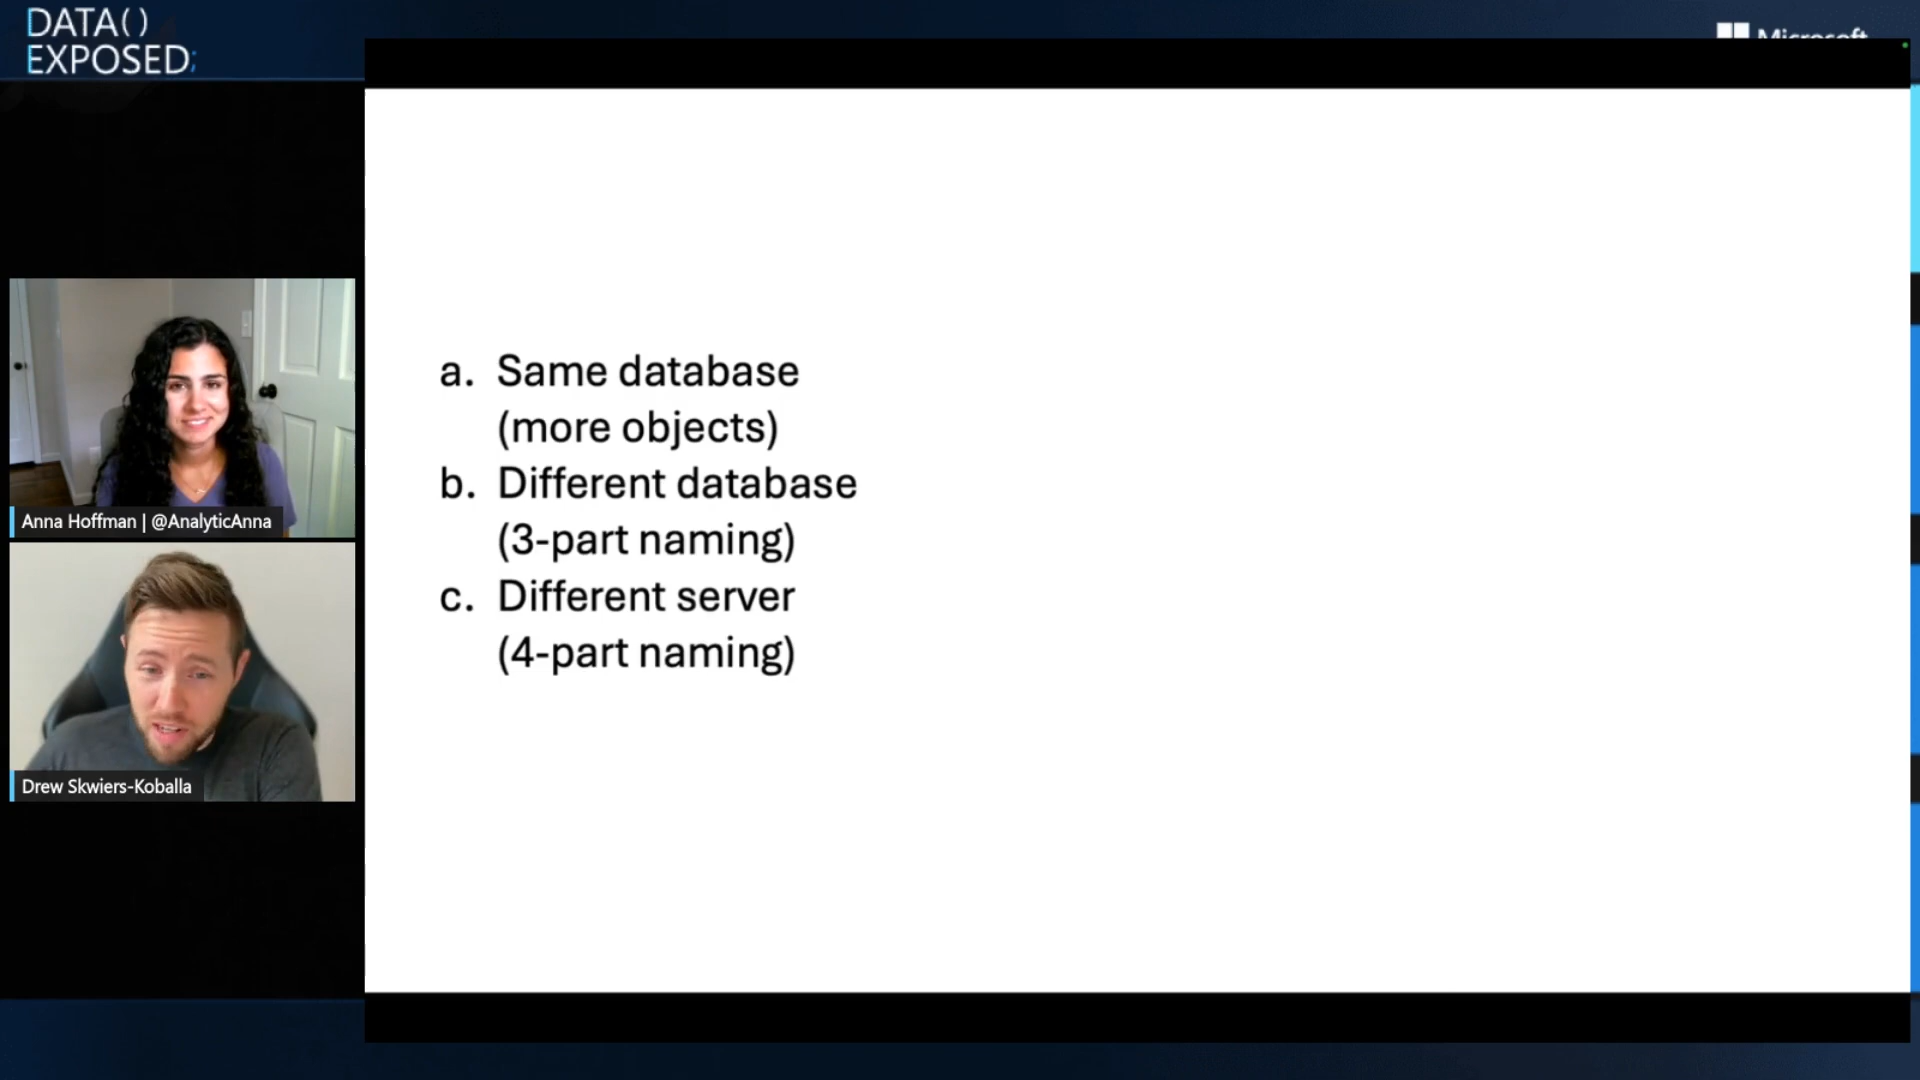 DATA()
EXPOSED;
Microsoft
a. Same database
(more objects)
b. Different database
(3-part naming)
c. Different server
(4-part naming)
Anna Hoffman | @AnalyticAnna
Drew Skwiers-Koballa